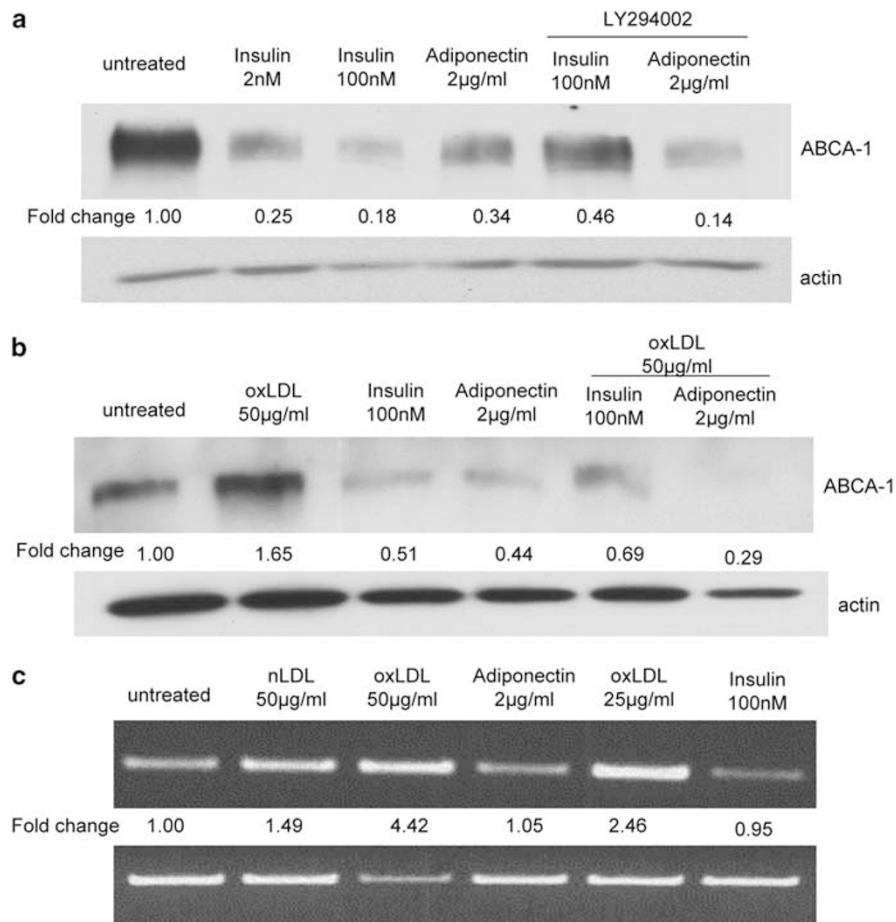 a
LY294002
untreated
Insulin
2nM
Insulin
100nM
Adiponectin
2µg/ml
Insulin
100nM
Adiponectin
2µg/ml
ABCA-1
Fold change 1.00 0.25 0.18 0.34 0.46 0.14
actin
b
oxLDL
50µg/ml
untreated
oxLDL
50µg/ml
Insulin
100nM
Adiponectin
2µg/ml
Insulin
100nM
Adiponectin
2µg/ml
ABCA-1
Fold change 1.00 1.65 0.51 0.44 0.69 0.29
actin
c
untreated
nLDL
50µg/ml
oxLDL
50µg/ml
Adiponectin
2µg/ml
oxLDL
25µg/ml
Insulin
100nM
Fold change 1.00 1.49 4.42 1.05 2.46 0.95